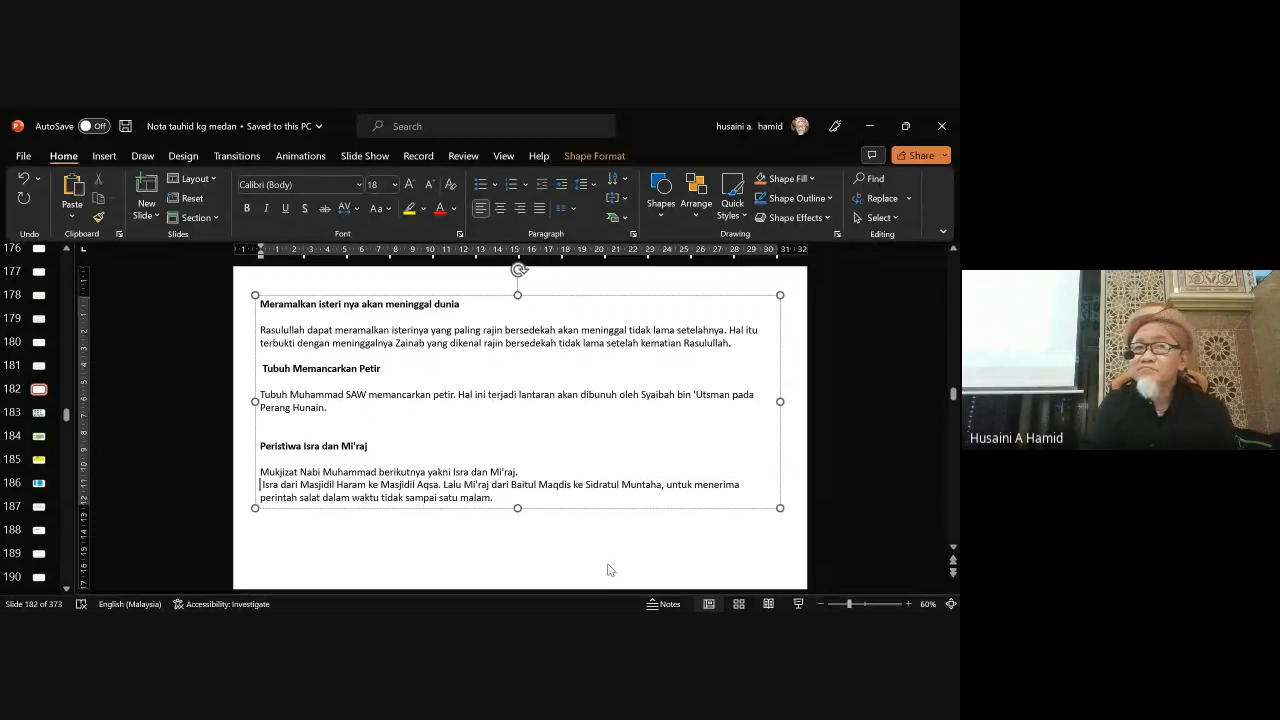 AutoSave Off Nota tauhid kg medan • Saved to this PC Search husaini a. hamid
File Home Insert Draw Design Transitions Animations Slide Show Record Review View Help Shape Format Share
Paste New Slide Layout Reset Section Calibri (Body) 18 Shapes Arrange Quick Styles Shape Fill Shape Outline Shape Effects Find Replace Select
Undo Clipboard Slides Font Paragraph Drawing Editing
176
177
178
179
180
181
182
183
184
185
186
187
188
189
190
Meramalkan isteri nya akan meninggal dunia
Rasulullah dapat meramalkan isterinya yang paling rajin bersedekah akan meninggal tidak lama setelahnya. Hal itu
terbukti dengan meninggalnya Zainab yang dikenal rajin bersedekah tidak lama setelah kematian Rasulullah.
Tubuh Memancarkan Petir
Tubuh Muhammad SAW memancarkan petir. Hal ini terjadi lantaran akan dibunuh oleh Syaibah bin 'Utsman pada
Perang Hunain.
Peristiwa Isra dan Mi'raj
Mukjizat Nabi Muhammad berikutnya yakni Isra dan Mi'raj.
Isra dari Masjidil Haram ke Masjidil Aqsa. Lalu Mi'raj dari Baitul Maqdis ke Sidratul Muntaha, untuk menerima
perintah salat dalam waktu tidak sampai satu malam.
Slide 182 of 373 English (Malaysia) Accessibility: Investigate Notes 60%
Husaini A Hamid